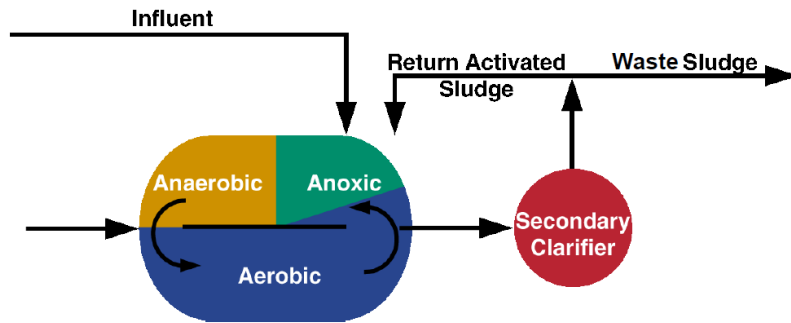 Influent
Return Activated
Sludge
Waste Sludge
Anaerobic
Anoxic
Secondary
Clarifier
Aerobic